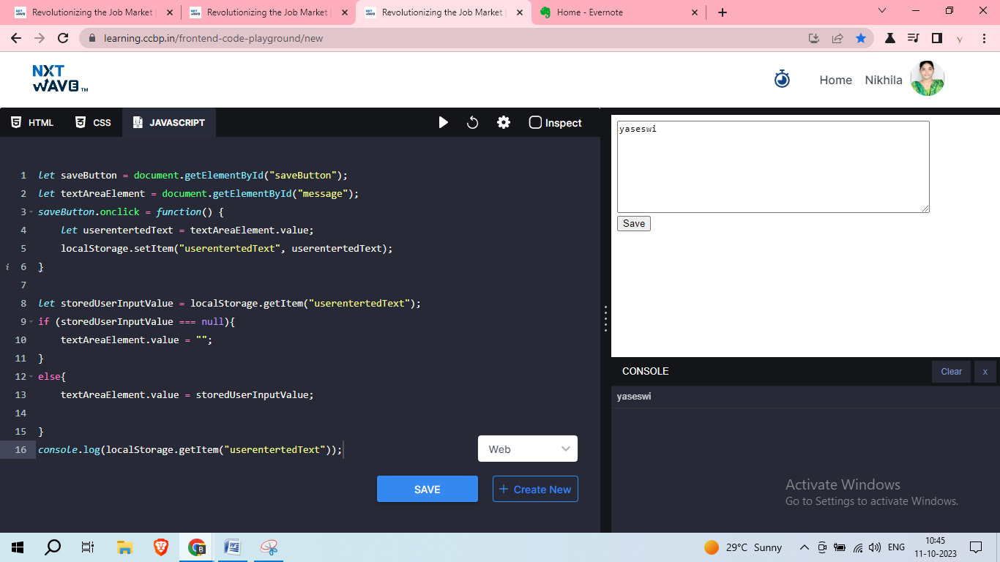 Revolutionizing the Job Market
Revolutionizing the Job Market
Revolutionizing the Job Market
Home - Evernote
learning.ccbp.in/frontend-code-playground/new
y
NXT
WAVE™
Home
Nikhila
HTML
CSS
JAVASCRIPT
Inspect
1 let saveButton = document.getElementById("saveButton");
2 let textAreaElement = document.getElementById("message");
3 saveButton.onclick = function() {
4 let userentertedText = textAreaElement.value;
5 localStorage.setItem("userentertedText", userentertedText);
i 6 }
7
8 let storedUserInputValue = localStorage.getItem("userentertedText");
9 if (storedUserInputValue === null){
10 textAreaElement.value = "";
11 }
12 else{
13 textAreaElement.value = storedUserInputValue;
14
15 }
16 console.log(localStorage.getItem("userentertedText"));
Web
SAVE
+ Create New
yaseswi
Save
CONSOLE
Clear
x
yaseswi
Activate Windows
Go to Settings to activate Windows.
29°C Sunny
ENG
10:45
11-10-2023